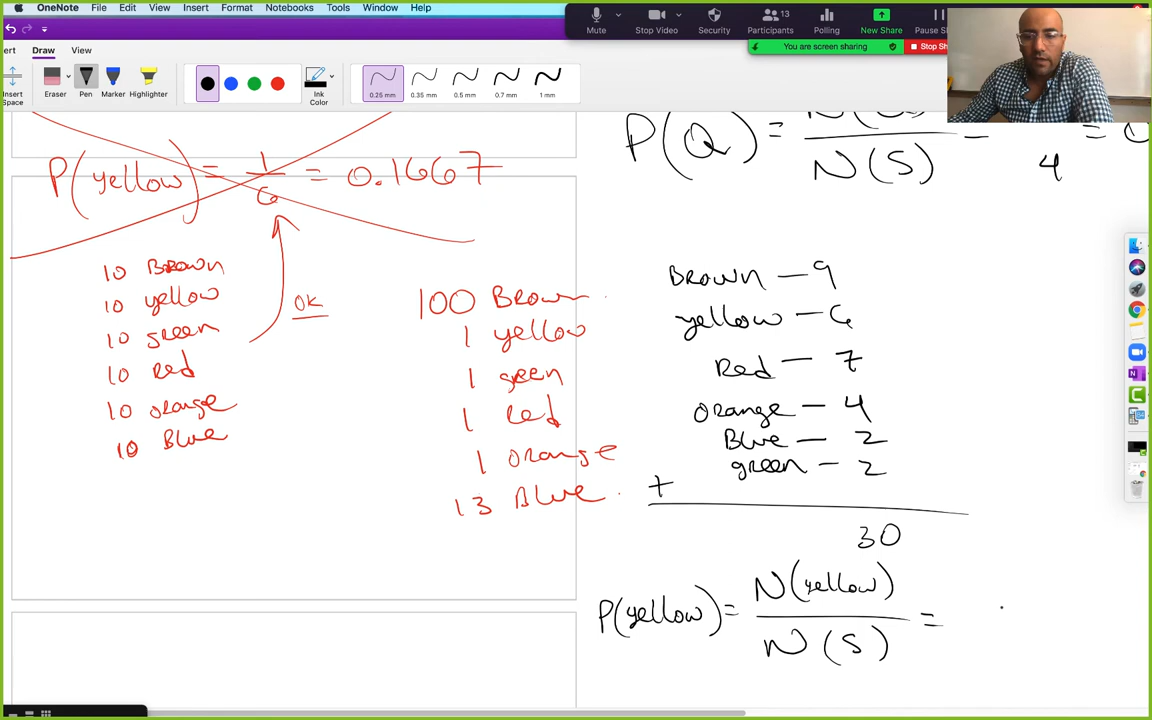 OneNote File Edit View Insert Format Notebooks Tools Window Help
Mute Stop Video Security Participants 13 Polling New Share Pause
You are screen sharing Stop
Draw View
Insert Space Eraser Pen Marker Highlighter Ink Color 0.25 mm 0.35 mm 0.5 mm 0.7 mm 1 mm
P(yellow) = 1/6 = 0.1667
10 Brown
10 yellow
10 green
10 red
10 orange
10 Blue
OK
100 Brown
1 yellow
1 green
1 Red
1 orange
13 Blue
P(Q) = N(S) = 4 = 0
Brown — 9
yellow — 6
Red — 7
Orange — 4
Blue — 2
green — 2
+
30
P(yellow) = N(yellow) / N(S) =